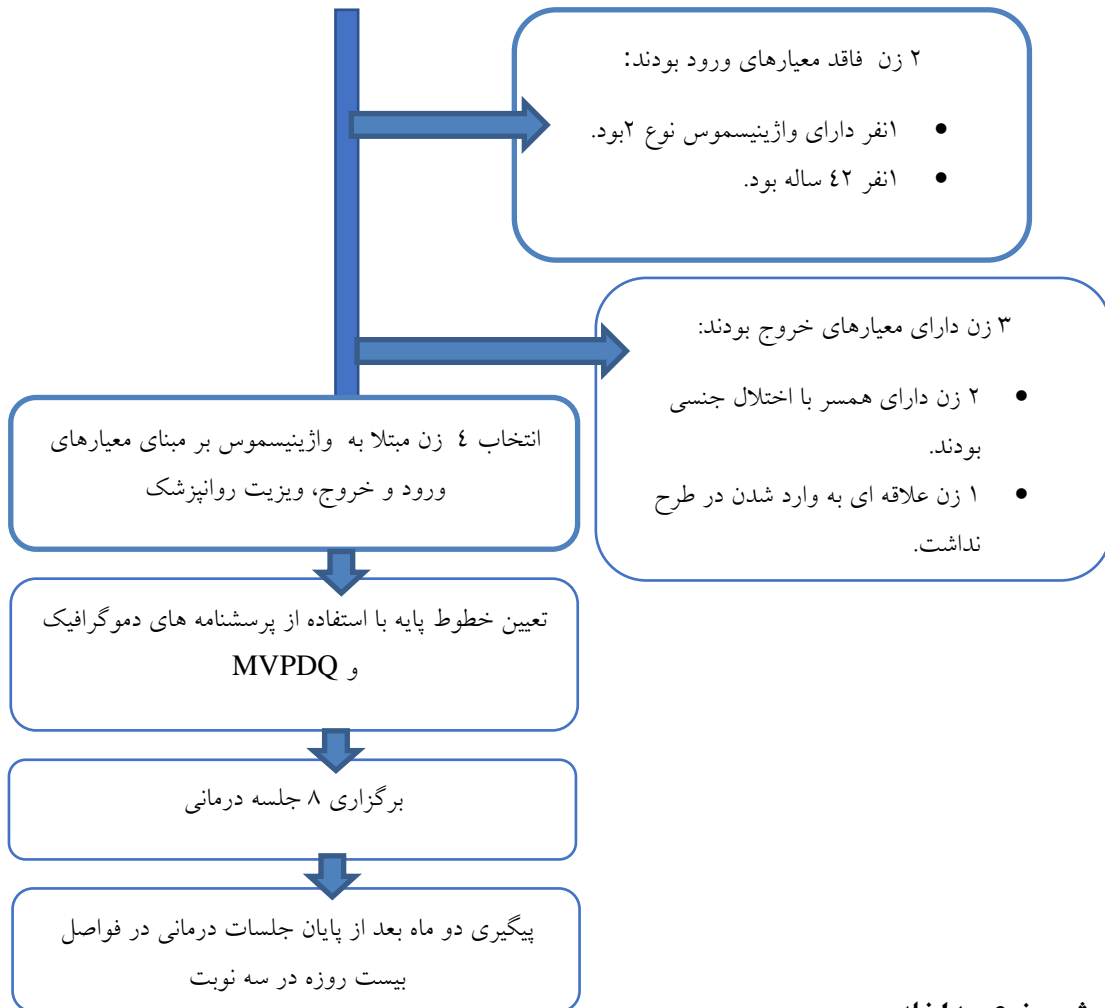 ۲ زن فاقد معیارهای ورود بودند:
• ۱نفر دارای واژینیسموس نوع ۲بود.
• ۱نفر ٤۲ ساله بود.
۳ زن دارای معیارهای خروج بودند:
• ۲ زن دارای همسر با اختلال جنسی
بودند.
• ۱ زن علاقه ای به وارد شدن در طرح
نداشت.
انتخاب ٤ زن مبتلا به واژینیسموس بر مبنای معیارهای
ورود و خروج، ویزیت روانپزشک
تعیین خطوط پایه با استفاده از پرسشنامه های دموگرافیک
و MVPDQ
برگزاری ۸ جلسه درمانی
پیگیری دو ماه بعد از پایان جلسات درمانی در فواصل
بیست روزه در سه نوبت